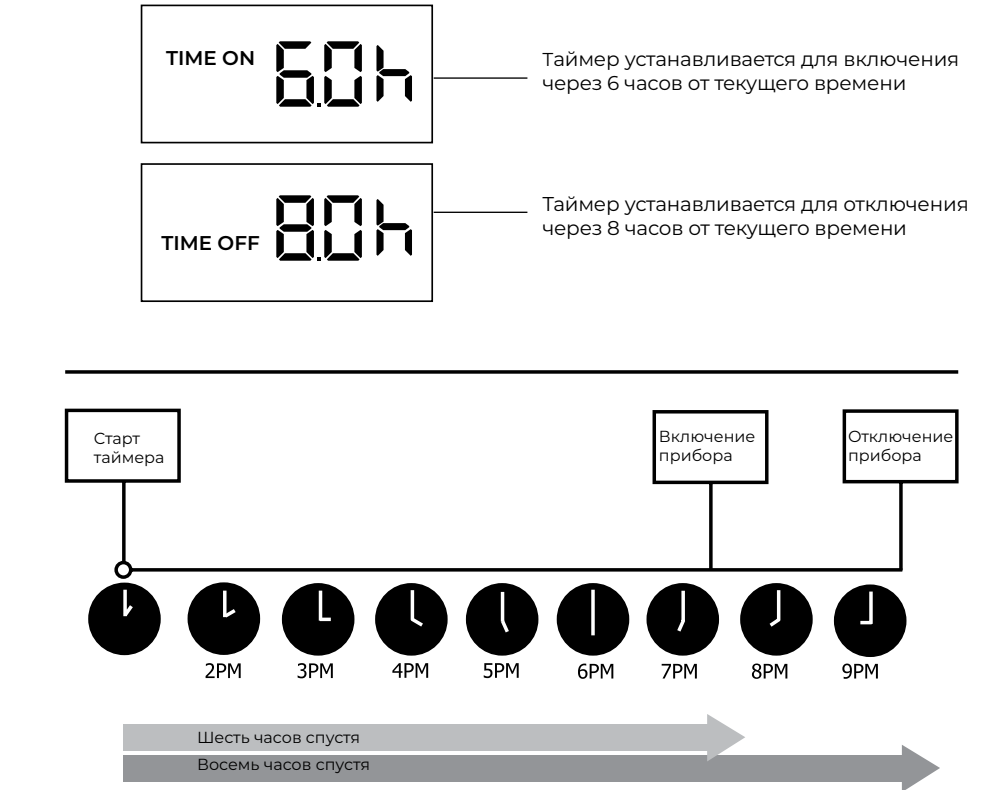 TIME ON 6.0h
Таймер устанавливается для включения
через 6 часов от текущего времени
TIME OFF 8.0h
Таймер устанавливается для отключения
через 8 часов от текущего времени
Старт
таймера
Включение
прибора
Отключение
прибора
2PM 3PM 4PM 5PM 6PM 7PM 8PM 9PM
Шесть часов спустя
Восемь часов спустя